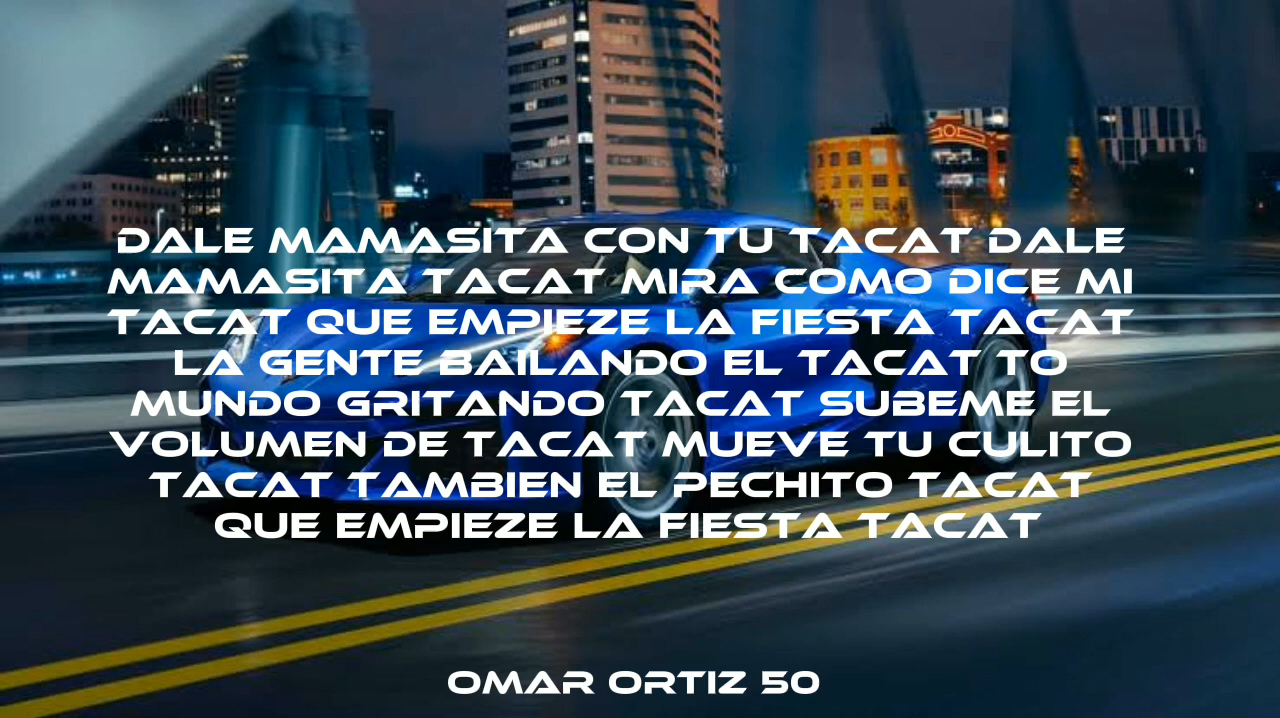 DALE MAMASITA CON TU TACAT DALE
MAMASITA TACAT MIRA COMO DICE MI
TACAT QUE EMPIEZE LA FIESTA TACAT
LA GENTE BAILANDO EL TACAT TO
MUNDO GRITANDO TACAT SUBEME EL
VOLUMEN DE TACAT MUEVE TU CULITO
TACAT TAMBIEN EL PECHITO TACAT
QUE EMPIEZE LA FIESTA TACAT
OMAR ORTIZ 50